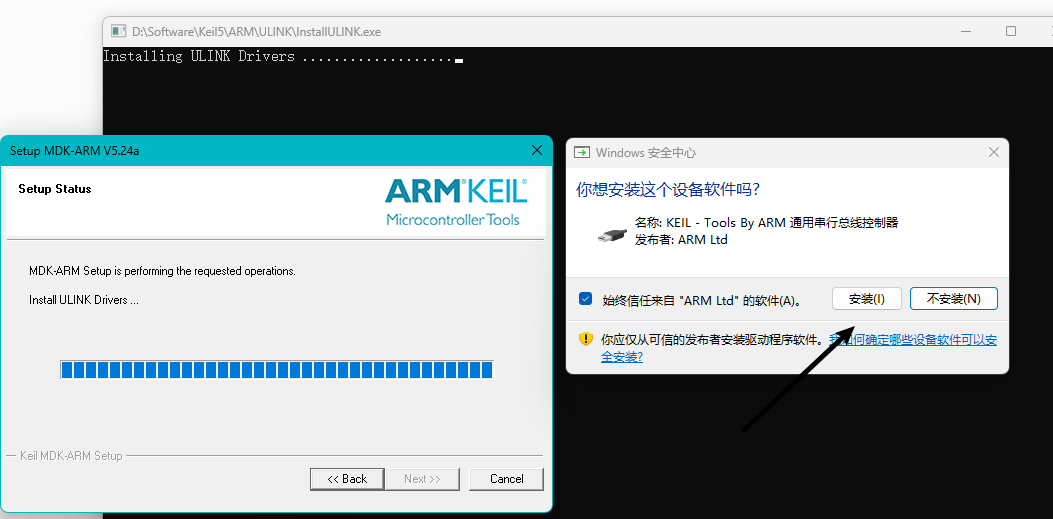 D:\Software\Keil5\ARM\ULINK\InstallULINK.exe
Installing ULINK Drivers ...................
Setup MDK-ARM V5.24a
Setup Status
ARM®KEIL®
Microcontroller Tools
MDK-ARM Setup is performing the requested operations.
Install ULINK Drivers ...
Keil MDK-ARM Setup
<< Back
Next >>
Cancel
Windows 安全中心
你想安装这个设备软件吗?
名称: KEIL - Tools By ARM 通用串行总线控制器
发布者: ARM Ltd
始终信任来自 "ARM Ltd" 的软件(A)。
安装(I)
不安装(N)
你应仅从可信的发布者安装驱动程序软件。我如何确定哪些设备软件可以安
全安装?